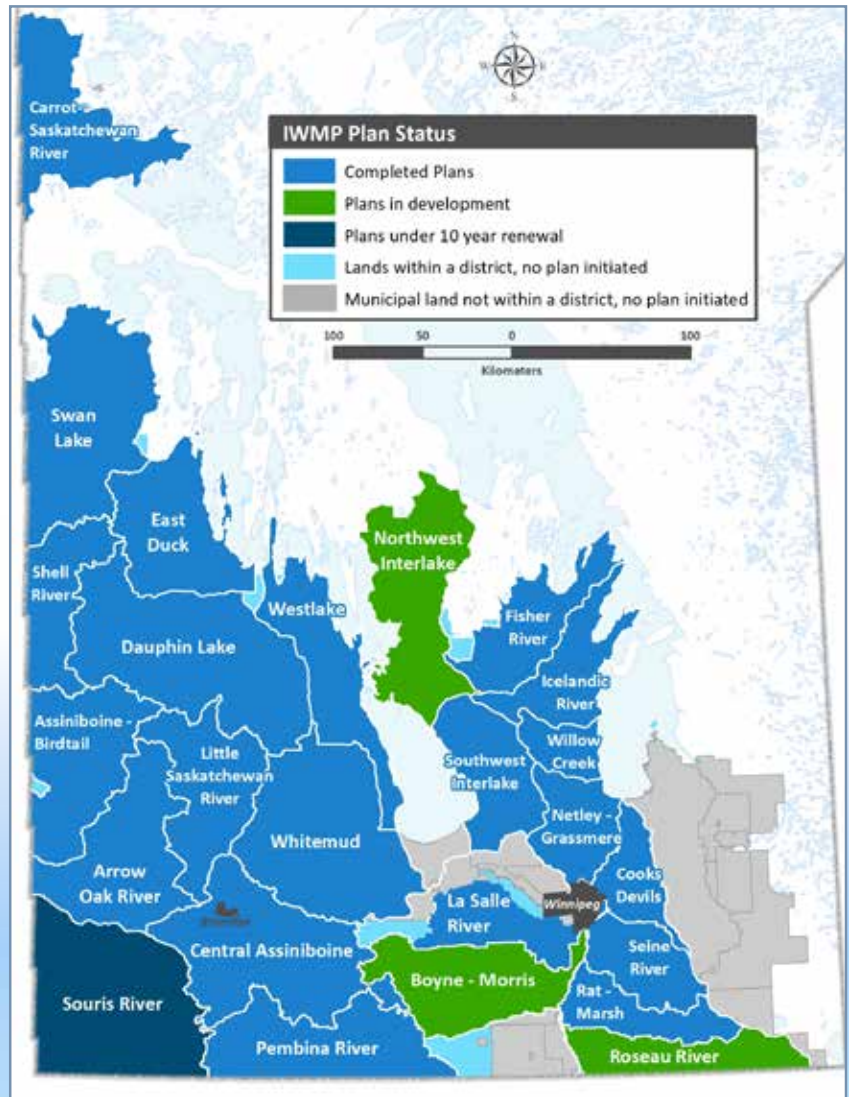 N
W
E
S
Carrot -
Saskatchewan
River
IWMP Plan Status
Completed Plans
Plans in development
Plans under 10 year renewal
Lands within a district, no plan initiated
Municipal land not within a district, no plan initiated
100 50 0 100
Kilometers
Swan
Lake
East
Duck
Northwest
Interlake
Shell
River
Westlake
Fisher
River
Dauphin Lake
Icelandic
River
Assiniboine -
Birdtail
Little
Saskatchewan
River
Willow
Creek
Southwest
Interlake
Whitemud
Netley -
Grassmere
Arrow
Oak River
Cooks
Devils
La Salle
River
Winnipeg
Central Assiniboine
Seine
River
Boyne - Morris
Souris River
Rat -
Marsh
Pembina River
Roseau River